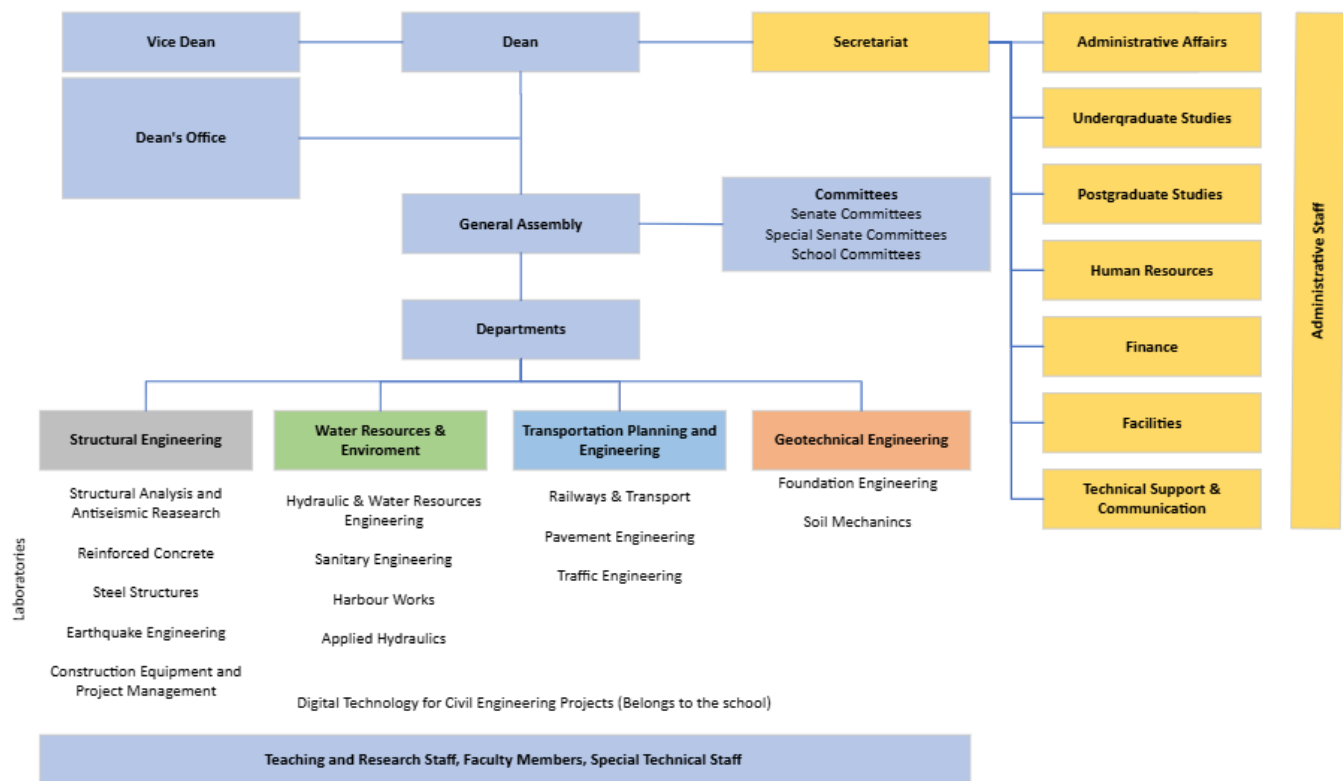 Vice Dean
Dean
Secretariat
Administrative Affairs
Dean's Office
Underqraduate Studies
Postgraduate Studies
General Assembly
Committees
Senate Committees
Special Senate Committees
School Committees
Human Resources
Departments
Finance
Facilities
Technical Support &
Communication
Administrative Staff
Structural Engineering
Water Resources &
Enviroment
Transportation Planning and
Engineering
Geotechnical Engineering
Laboratories
Structural Analysis and
Antiseismic Reasearch
Reinforced Concrete
Steel Structures
Earthquake Engineering
Construction Equipment and
Project Management
Hydraulic & Water Resources
Engineering
Sanitary Engineering
Harbour Works
Applied Hydraulics
Railways & Transport
Pavement Engineering
Traffic Engineering
Foundation Engineering
Soil Mechanincs
Digital Technology for Civil Engineering Projects (Belongs to the school)
Teaching and Research Staff, Faculty Members, Special Technical Staff